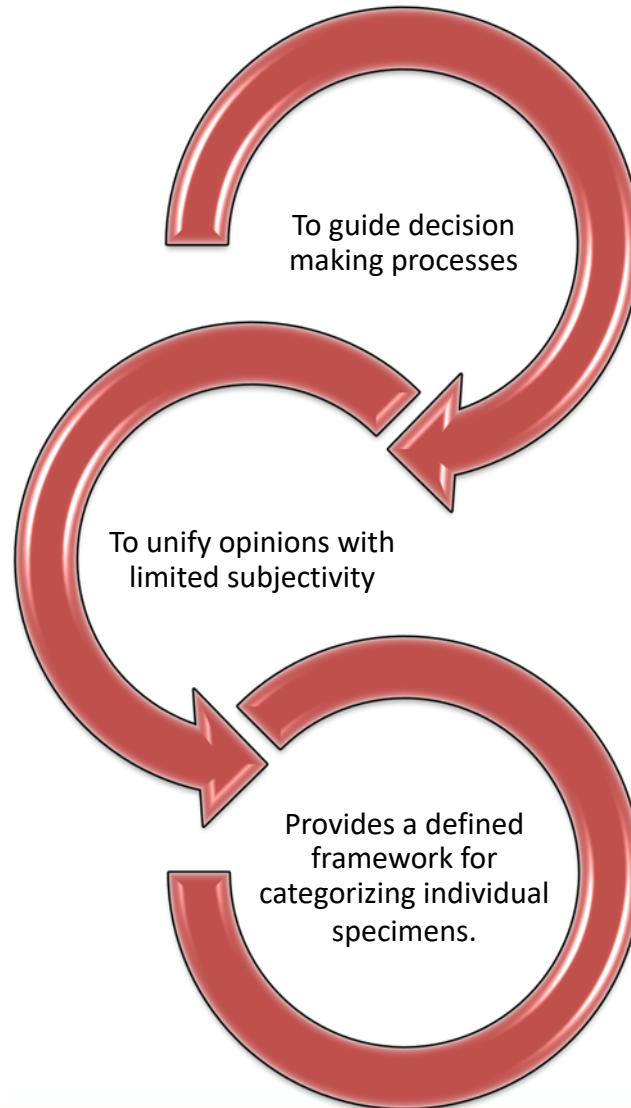 To guide decision
making processes
To unify opinions with
limited subjectivity
Provides a defined
framework for
categorizing individual
specimens.